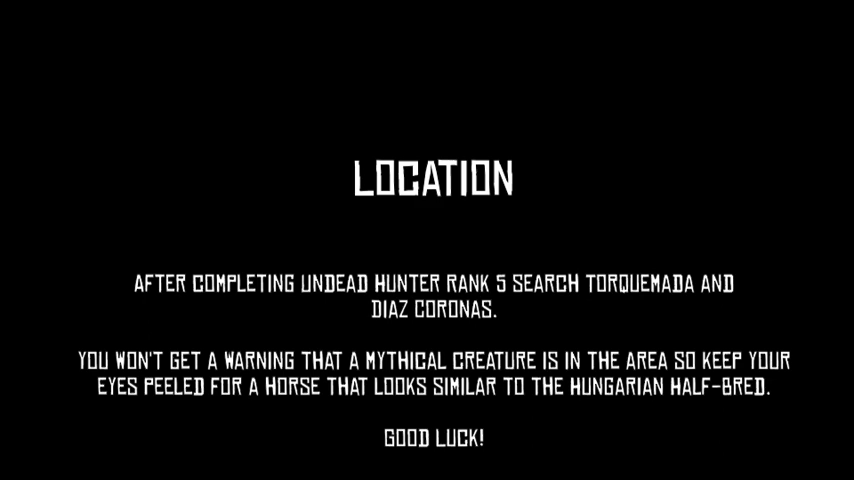 LOCATION
AFTER COMPLETING UNDEAD HUNTER RANK 5 SEARCH TORQUEMADA AND
DIAZ CORONAS.
YOU WON'T GET A WARNING THAT A MYTHICAL CREATURE IS IN THE AREA SO KEEP YOUR
EYES PEELED FOR A HORSE THAT LOOKS SIMILAR TO THE HUNGARIAN HALF-BRED.
GOOD LUCK!